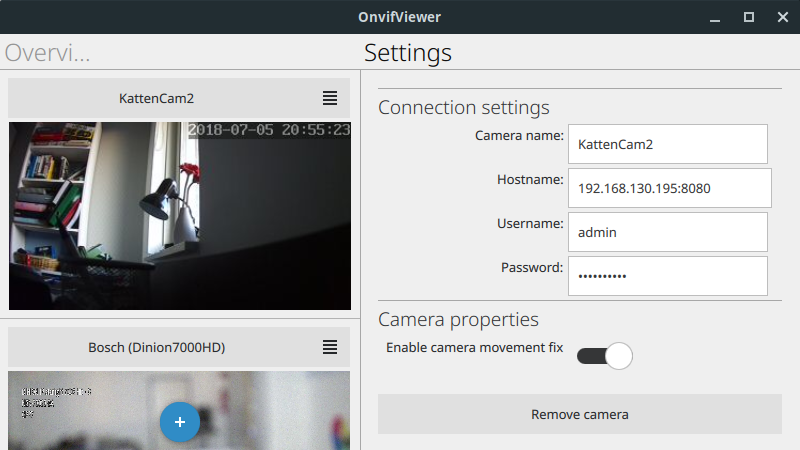 OnvifViewer
Overvi...
Settings
KattenCam2
2018-07-05 20:55:23
Bosch (Dinion7000HD)
Connection settings
Camera name:
KattenCam2
Hostname:
192.168.130.195:8080
Username:
admin
Password:
••••••••••
Camera properties
Enable camera movement fix
Remove camera